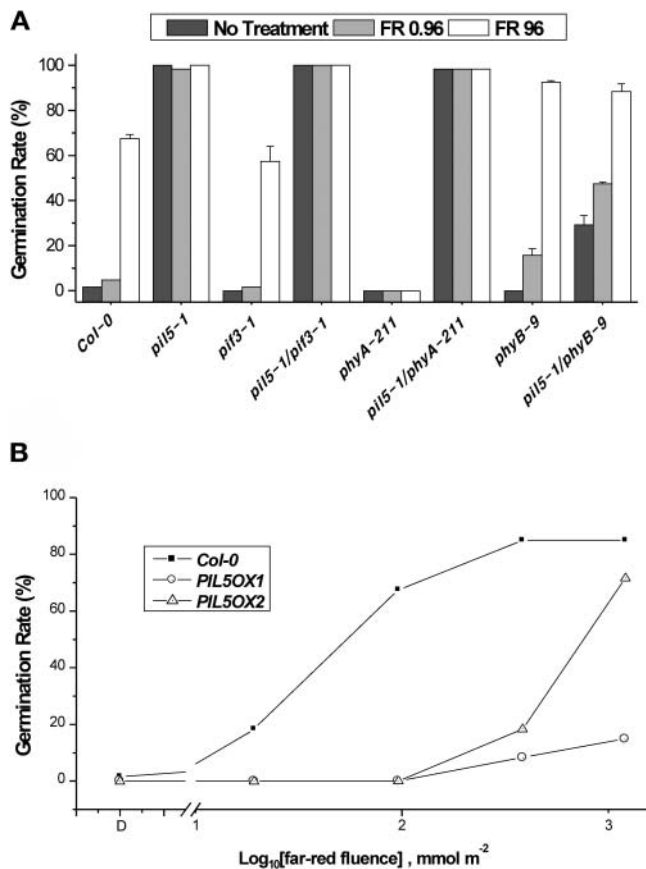 A
No Treatment FR 0.96 FR 96
Germination Rate (%)
100
80
60
40
20
0
Col-0 pil5-1 pif3-1 pil5-1/pif3-1 phyA-211 pil5-1/phyA-211 phyB-9 pil5-1/phyB-9
B
Germination Rate (%)
100
80
60
40
20
0
Col-0
PIL5OX1
PIL5OX2
D 1 2 3
Log10[far-red fluence] , mmol m-2